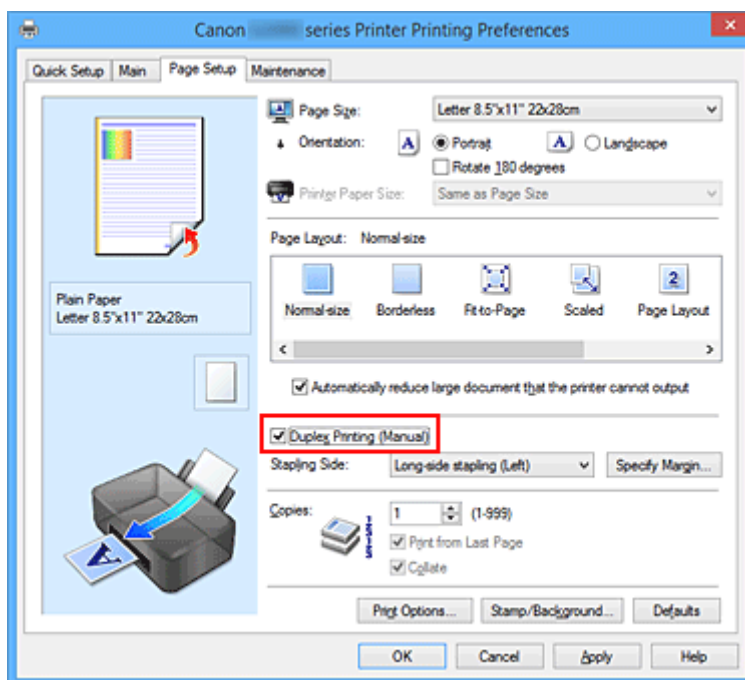 Canon series Printer Printing Preferences
Quick Setup Main Page Setup Maintenance
Page Size: Letter 8.5"x11" 22x28cm
Orientation: A Portrait A Landscape
Rotate 180 degrees
Printer Paper Size: Same as Page Size
Page Layout: Normal-size
Plain Paper
Letter 8.5"x11" 22x28cm
2
Normal-size Borderless Fit-to-Page Scaled Page Layout
Automatically reduce large document that the printer cannot output
Duplex Printing (Manual)
Stapling Side: Long-side stapling (Left) Specify Margin...
Copies: 1 (1-999)
Print from Last Page
Collate
A
Print Options... Stamp/Background... Defaults
OK Cancel Apply Help